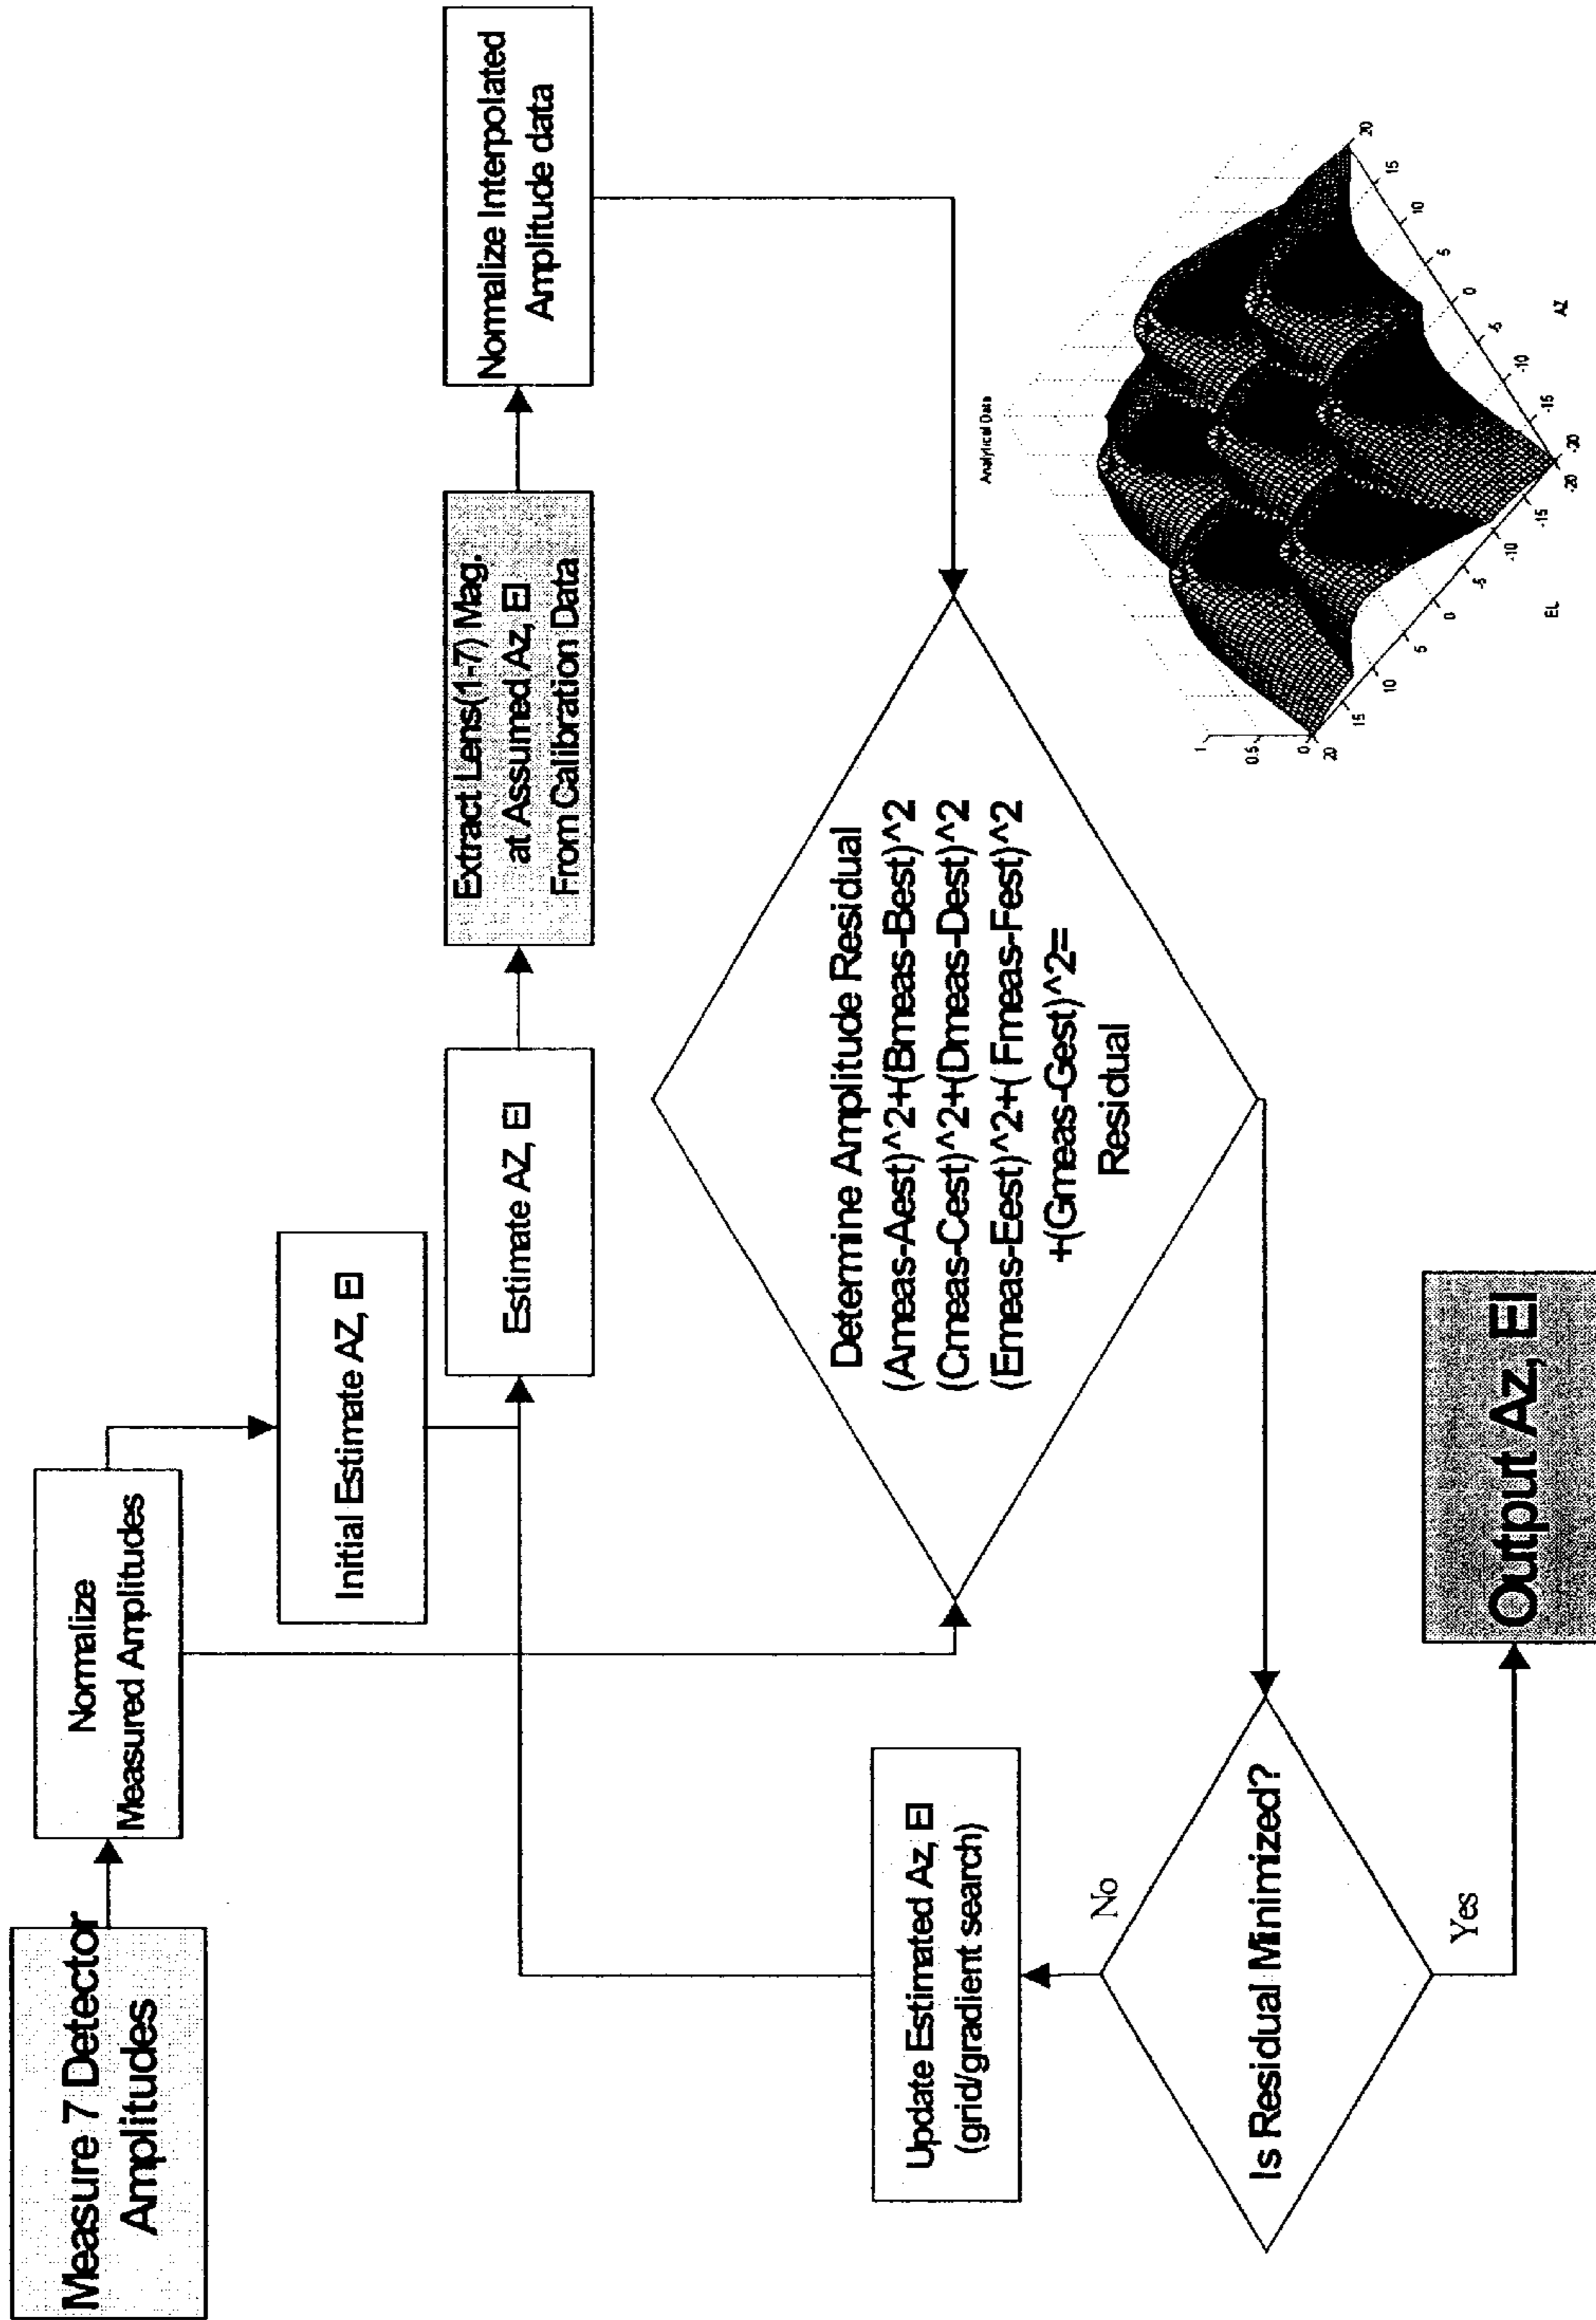 Measure 7 Detector
Amplitudes
Normalize
Measured Amplitudes
Initial Estimate AZ, El
Estimate AZ, El
Extract Lens(1-7) Mag.
at Assumed Az, El
From Calibration Data
Normalize Interpolated
Amplitude data
Determine Amplitude Residual
(Ameas-Aest)^2+(Bmeas-Best)^2
(Cmeas-Cest)^2+(Dmeas-Dest)^2
(Emeas-Eest)^2+( Fmeas-Fest)^2
+(Gmeas-Gest)^2=
Residual
Update Estimated Az, El
(grid/gradient search)
No
Is Residual Minimized?
Yes
Output Az, El
Analytical Data
1
0.5
0
20
15
10
5
0
-5
-10
-15
-20
EL
-20
-15
-10
-5
0
5
10
15
20
AZ